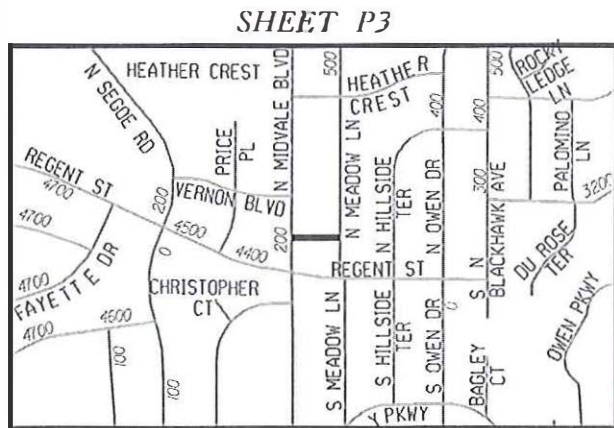 SHEET P3
HEATHER CREST
N SEGOE RD
N MIDVALE BLVD
500
HEATHER
CREST
500
ROCKY
LEDGE
LN
PRICE
PL
N MEADOW LN
400
400
PALOMINO
LN
REGENT ST
4700
VERNON BLVD
200
N HILLSIDE
TER
N OWEN DR
300
N BLACKHAWK AVE
3200
4700
4500
4400
200
0
REGENT ST
DU ROSE
TER
FAYETTE DR
4700
CHRISTOPHER
CT
S
4700
4600
S MEADOW LN
S HILLSIDE
TER
S OWEN DR
0
OWEN PKWY
100
100
BAGLEY
CT
Y PKWY